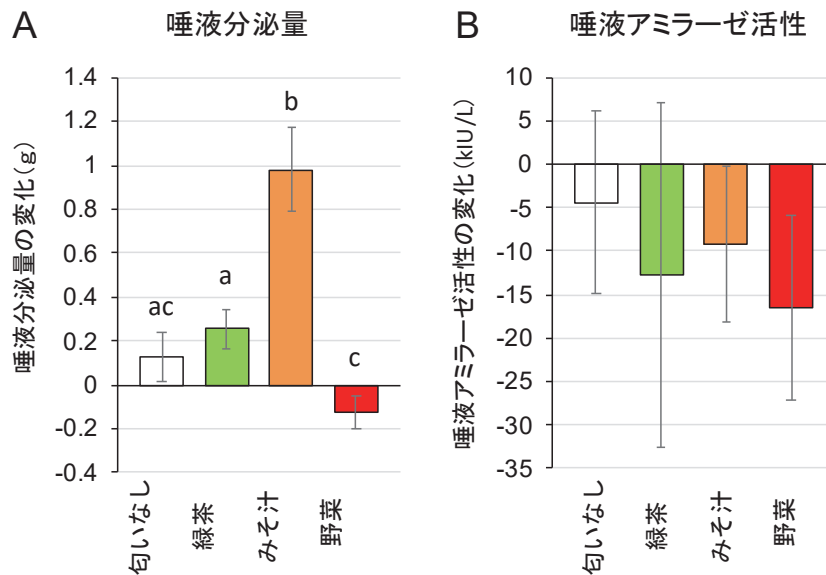 A 唾液分泌量
唾液分泌量の変化(g)
1.4
1.2
1
0.8
0.6
0.4
0.2
0
-0.2
-0.4
ac
a
b
c
匂いなし
緑茶
みそ汁
野菜
B 唾液アミラーゼ活性
唾液アミラーゼ活性の変化(kIU/L)
10
5
0
-5
-10
-15
-20
-25
-30
-35
匂いなし
緑茶
みそ汁
野菜